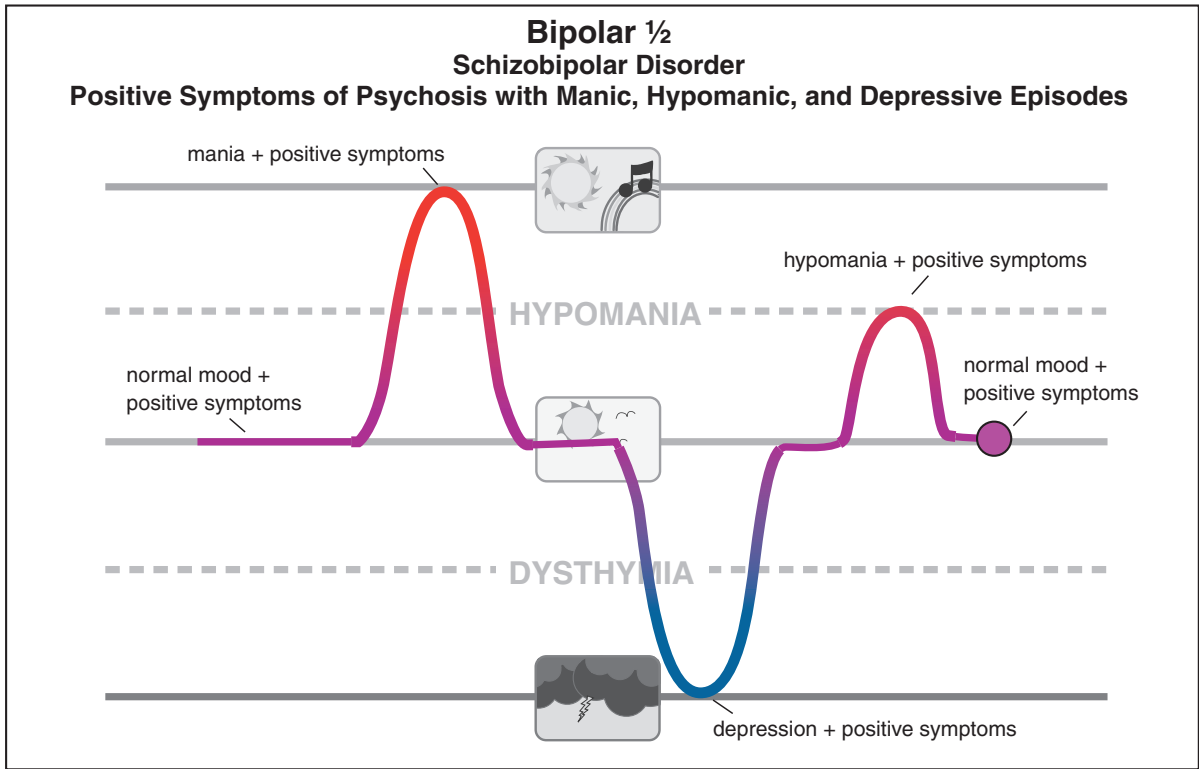 Bipolar ½
Schizobipolar Disorder
Positive Symptoms of Psychosis with Manic, Hypomanic, and Depressive Episodes
mania + positive symptoms
hypomania + positive symptoms
HYPOMANIA
normal mood +
positive symptoms
normal mood +
positive symptoms
DYSTHYMIA
depression + positive symptoms